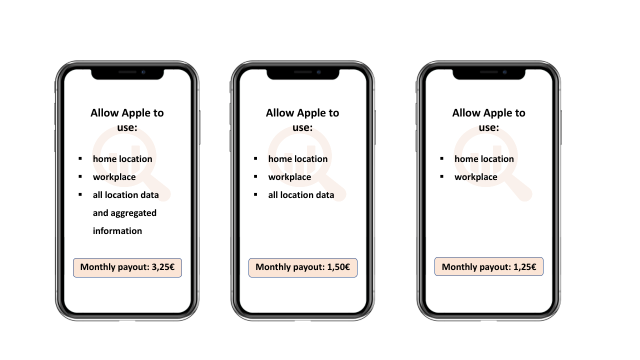 Allow Apple to
use:
▪ home location
▪ workplace
▪ all location data
and aggregated
information
Monthly payout: 3,25€
Allow Apple to
use:
▪ home location
▪ workplace
▪ all location data
Monthly payout: 1,50€
Allow Apple to
use:
▪ home location
▪ workplace
Monthly payout: 1,25€